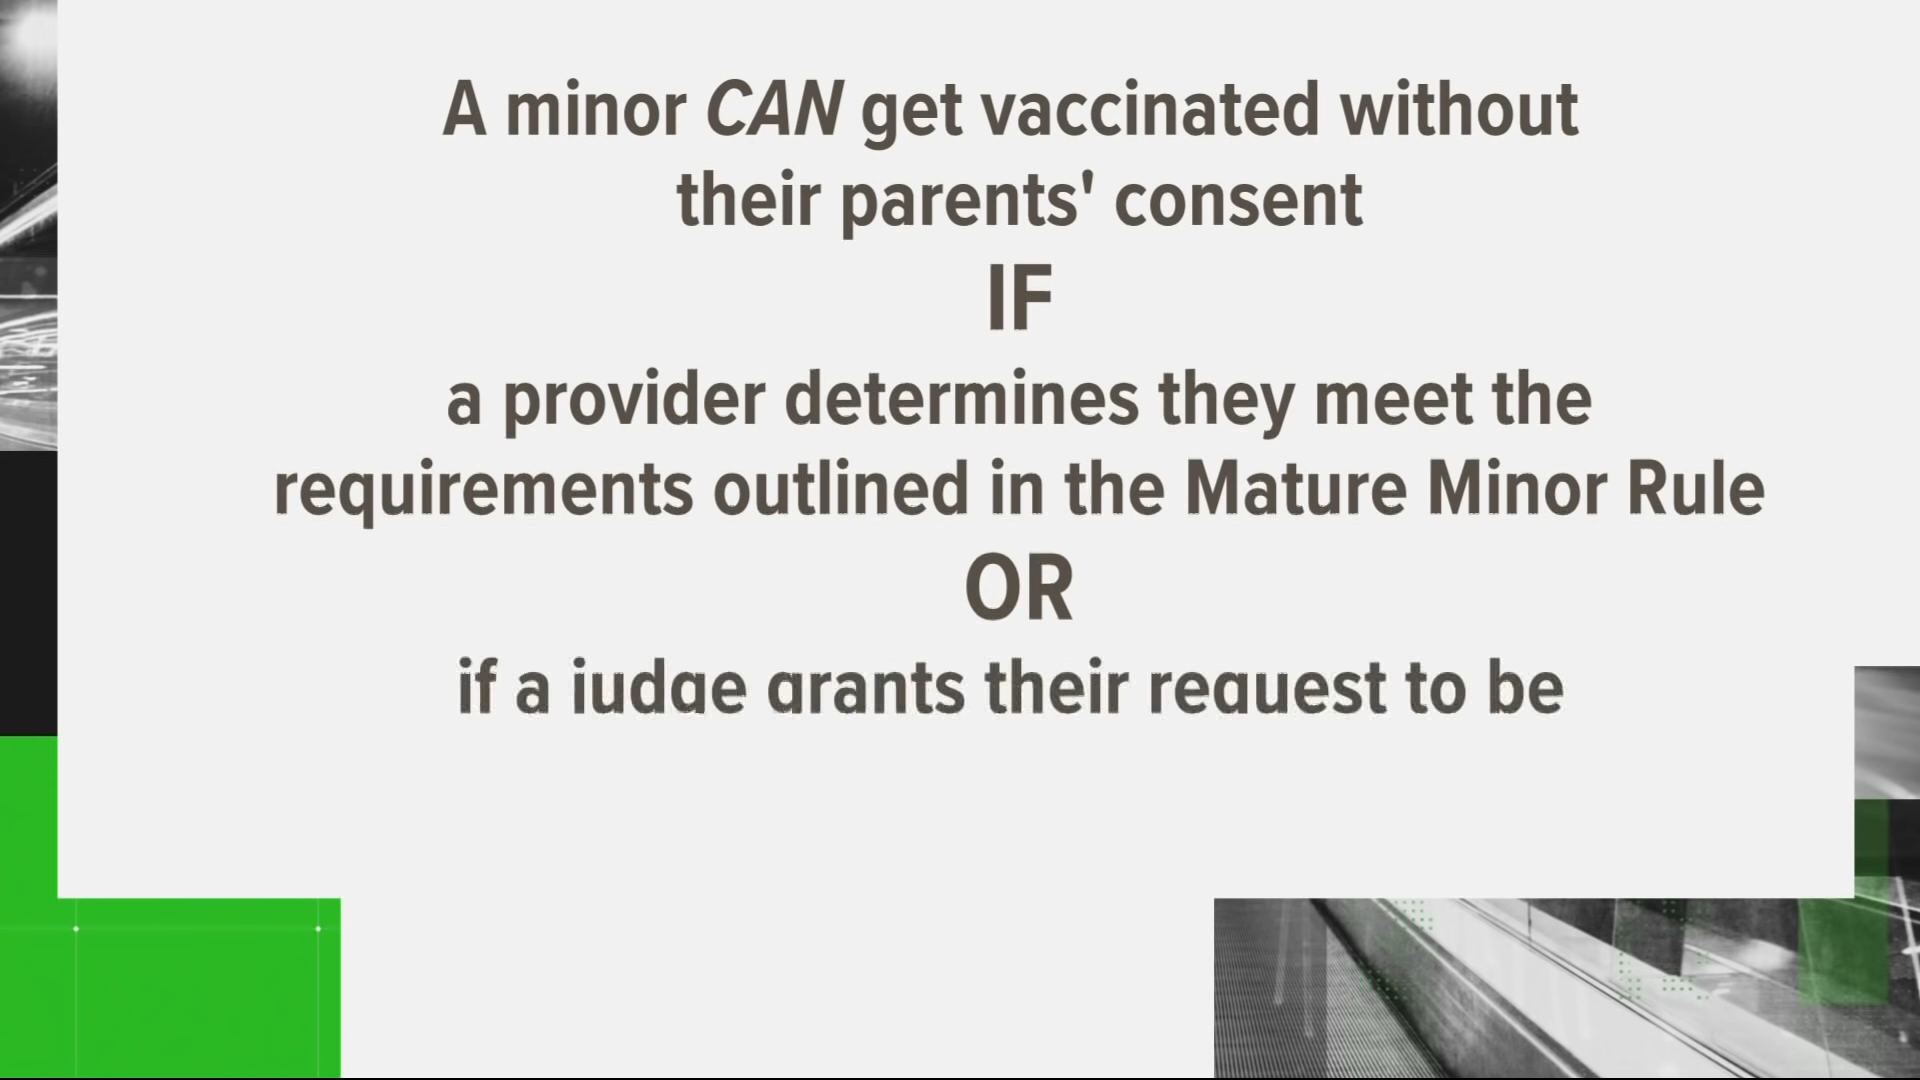 A minor CAN get vaccinated without
their parents' consent
IF
a provider determines they meet the
requirements outlined in the Mature Minor Rule
OR
if a judge grants their request to be